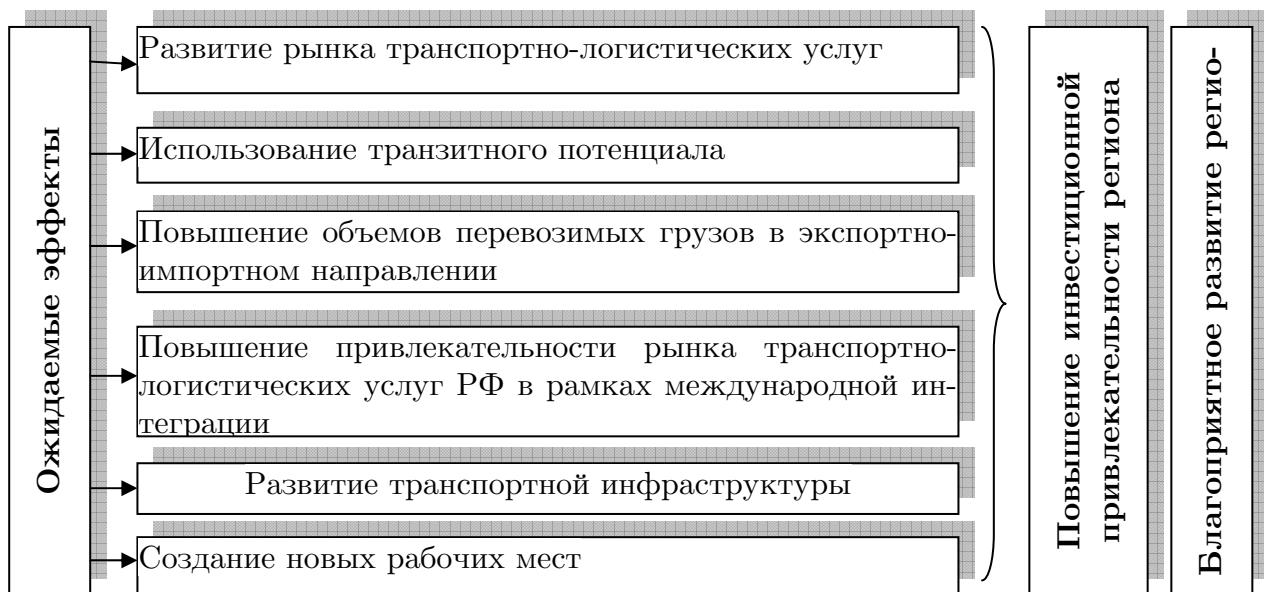 Ожидаемые эффекты
Развитие рынка транспортно-логистических услуг
Использование транзитного потенциала
Повышение объемов перевозимых грузов в экспортно-
импортном направлении
Повышение привлекательности рынка транспортно-
логистических услуг РФ в рамках международной ин-
теграции
Развитие транспортной инфраструктуры
Создание новых рабочих мест
Повышение инвестиционной
привлекательности региона
Благоприятное развитие регио-